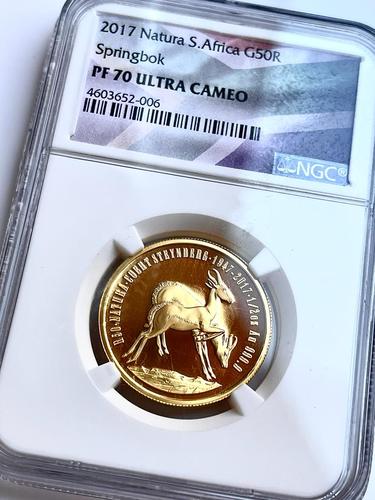 2017 Natura S.Africa G50R
Springbok
PF 70 ULTRA CAMEO
4603652-006
NGC®
R50·NATURA·COERT STEYNBERG·1947-2017·1/2oz Au 999.9